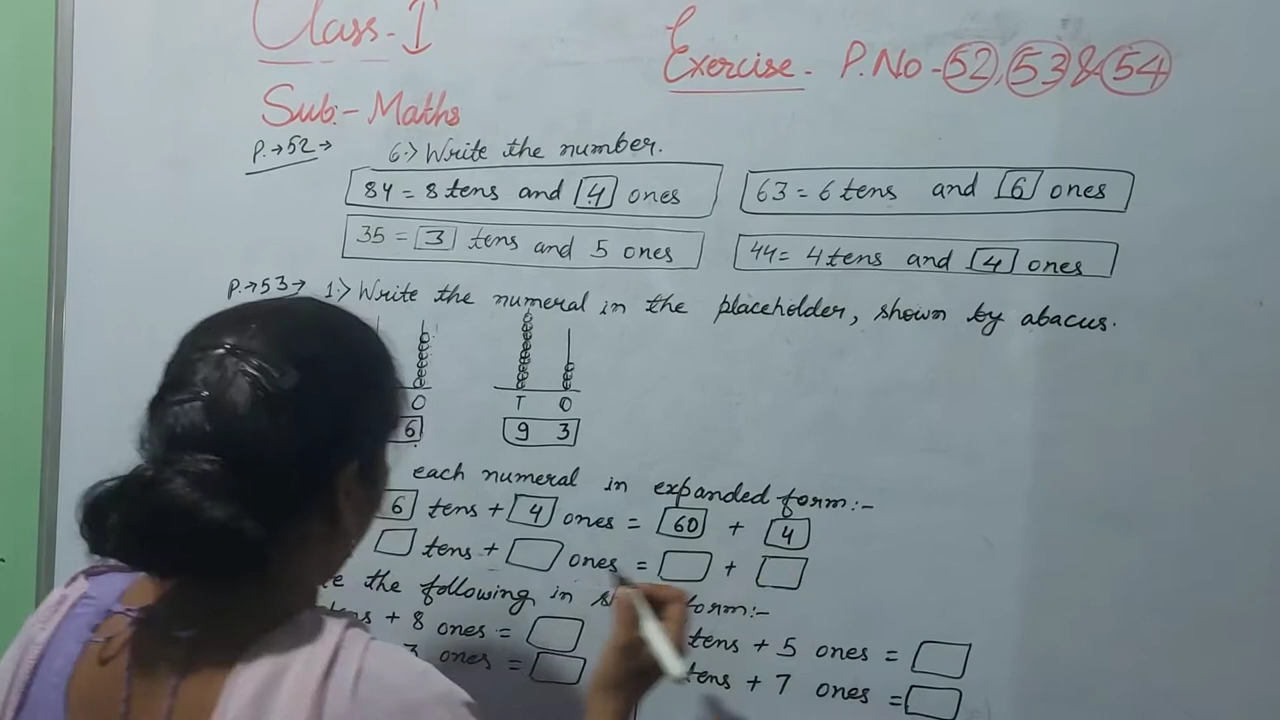 Class-I
Exercise- P.No-52,53&54
Sub:- Maths
P.→52→ 6:> Write the number.
84 = 8 tens and 4 ones
63 = 6 tens and 6 ones
35 = 3 tens and 5 ones
44 = 4 tens and 4 ones
P.→53→ 1:> Write the numeral in the placeholder, shown by abacus.
O T O
6 9 3
each numeral in expanded form:-
6 tens + 4 ones = 60 + 4
tens + ones = +
the following in form:-
+ 8 ones =
tens + 5 ones =
ones =
tens + 7 ones =